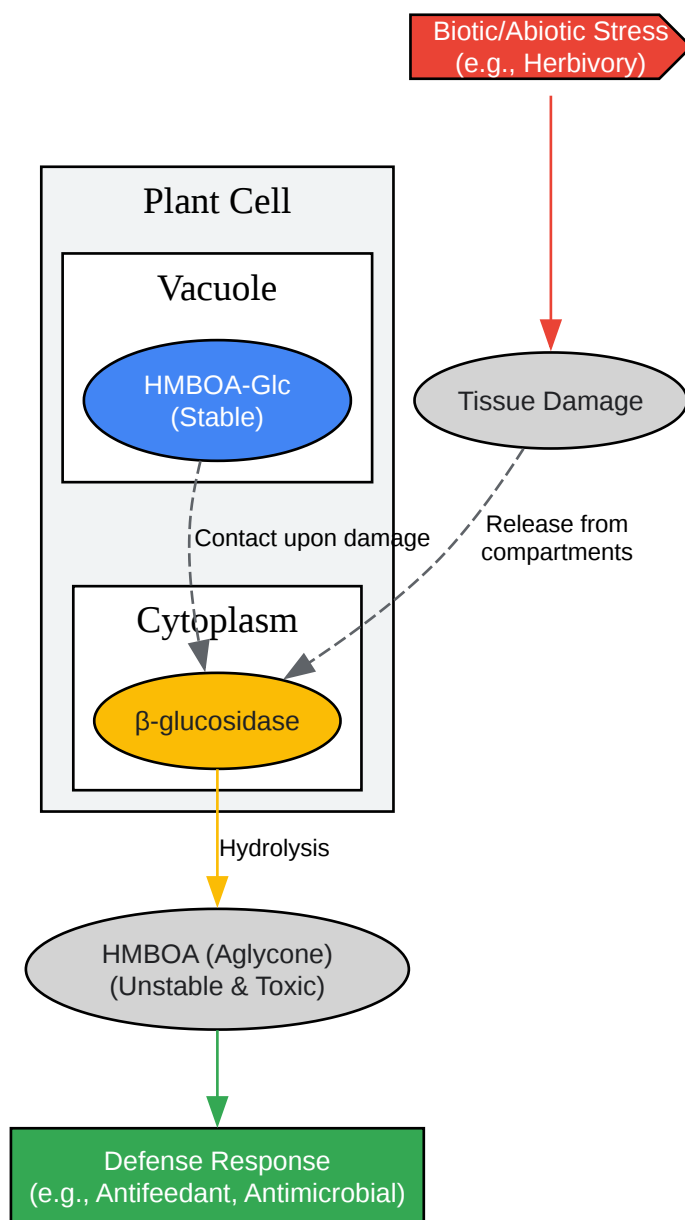 Biotic/Abiotic Stress
(e.g., Herbivory)
Plant Cell
Vacuole
HMBOA-Glc
(Stable)
Tissue Damage
Contact upon damage
Release from
compartments
Cytoplasm
β-glucosidase
Hydrolysis
HMBOA (Aglycone)
(Unstable & Toxic)
Defense Response
(e.g., Antifeedant, Antimicrobial)